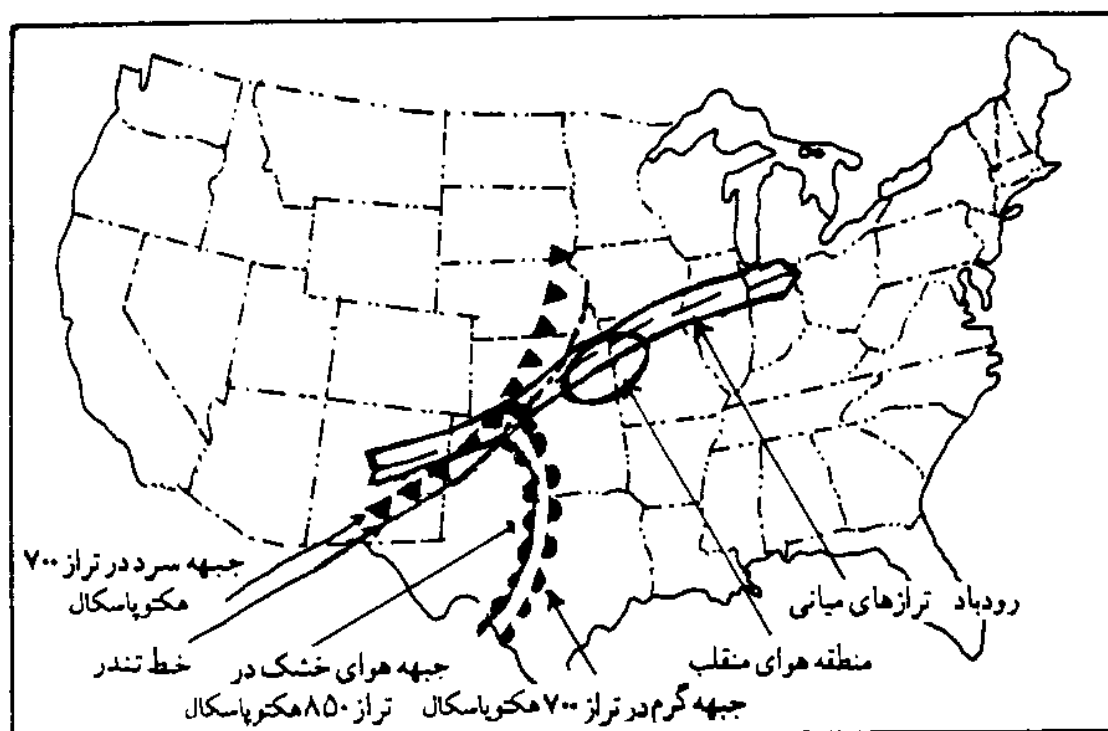 جبهه سرد در تراز ۷۰۰
هکتوپاسکال
خط تندر
جبهه هوای خشک در
تراز ۸۵۰ هکتوپاسکال
جبهه گرم در تراز ۷۰۰ هکتوپاسکال
منطقه هوای منقلب
رودباد ترازهای میانی